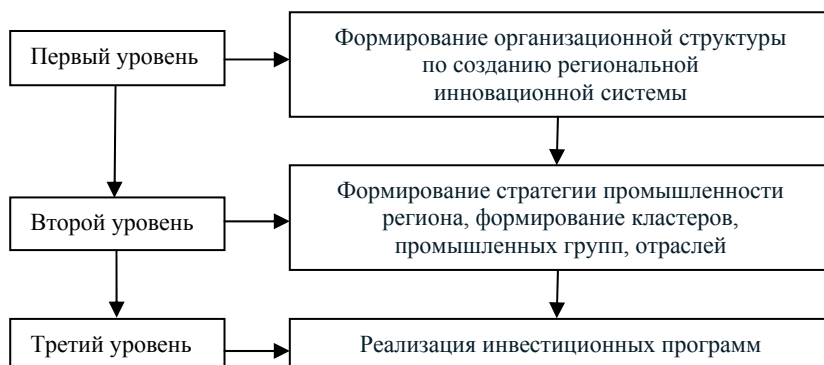 Первый уровень
Формирование организационной структуры
по созданию региональной
инновационной системы
Второй уровень
Формирование стратегии промышленности
региона, формирование кластеров,
промышленных групп, отраслей
Третий уровень
Реализация инвестиционных программ